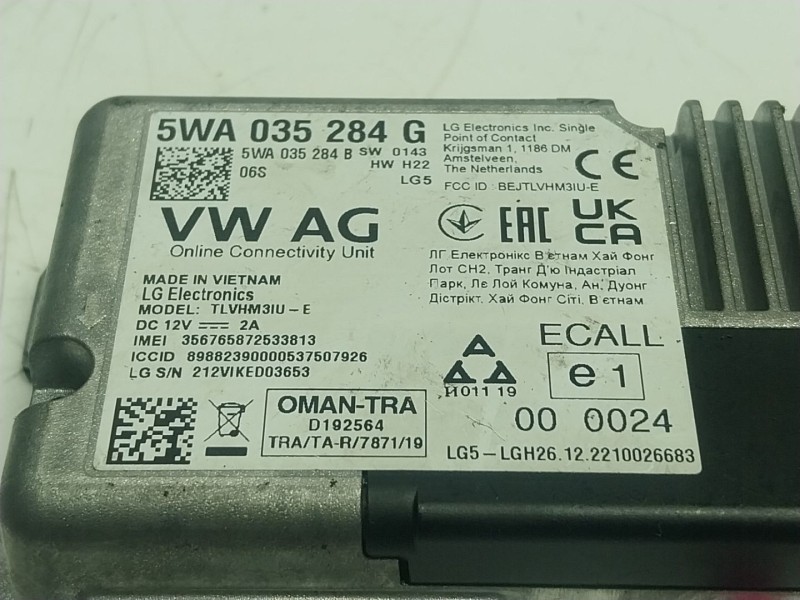 5WA 035 284 G
5WA 035 284 B SW 0143
HW H22
06S
LG5
LG Electronics Inc. Single
Point of Contact
Krijgsman 1, 1186 DM
Amstelveen,
The Netherlands
CE
FCC ID : BEJTLVHM3IU-E
VW AG
Online Connectivity Unit
EAC
UK
CA
MADE IN VIETNAM
LG Electronics
MODEL: TLVHM3IU-E
DC 12V 2A
IMEI 356765872533813
ICCID 89882390000537507926
LG S/N 212VIKED03653
ЛГ Електронікс В'єтнам Хай Фонг
Лот СН2, Транг Д'ю Індастріал
Парк, Лє Лой Комуна, Ан, Дуонг
Дістрікт, Хай Фонг Сіті, В'єтнам
ECALL
e1
11011 19
00 0024
OMAN-TRA
D192564
TRA/TA-R/7871/19
LG5-LGH26.12.2210026683